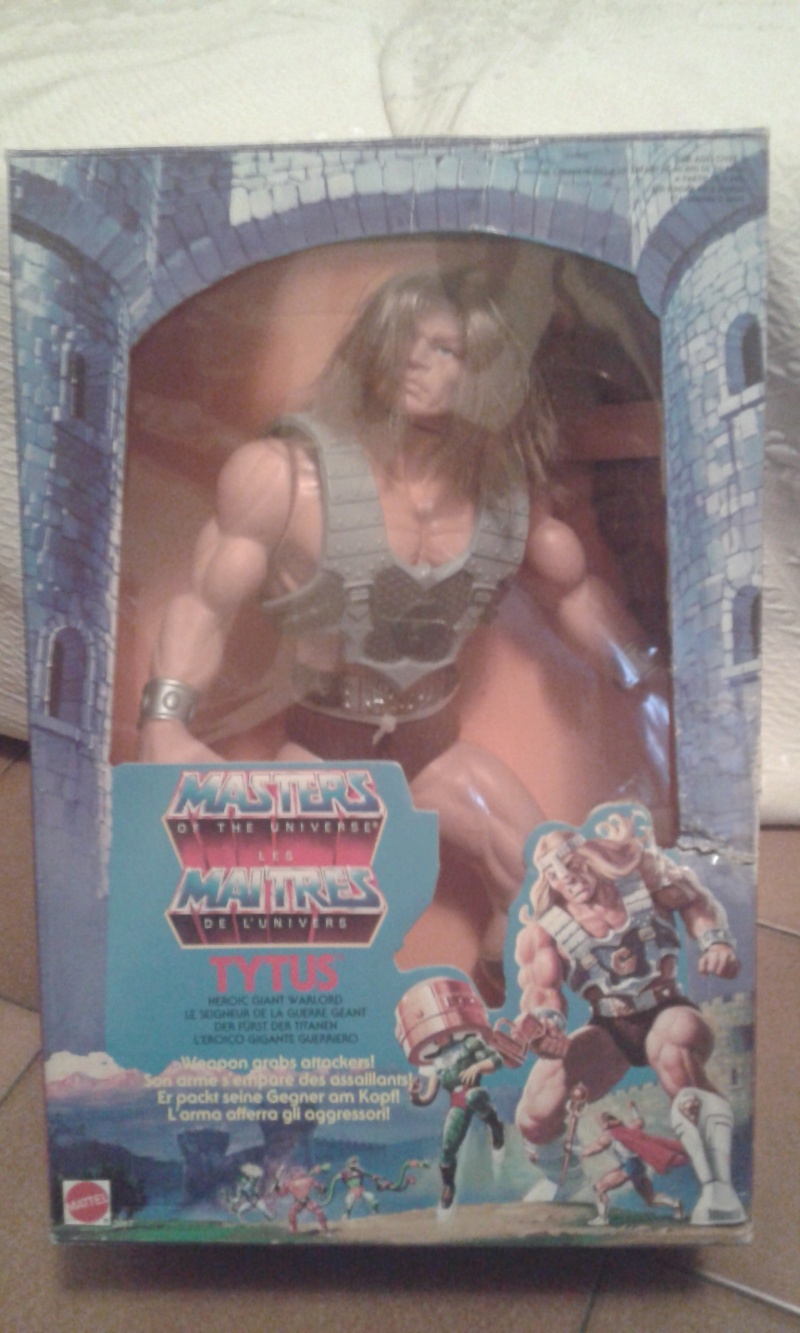 MASTERS
OF THE UNIVERSE
LES
MAITRES
DE L'UNIVERS
TYTUS
HEROIC GIANT WARLORD
LE SEIGNEUR DE LA GUERRE GEANT
DER FÜRST DER TITANEN
L'EROICO GIGANTE GUERRIERO
Weapon grabs attackers!
Son arme s'empare des assaillants!
Er packt seine Gegner am Kopf!
L'arma afferra gli aggressori!
MATTEL